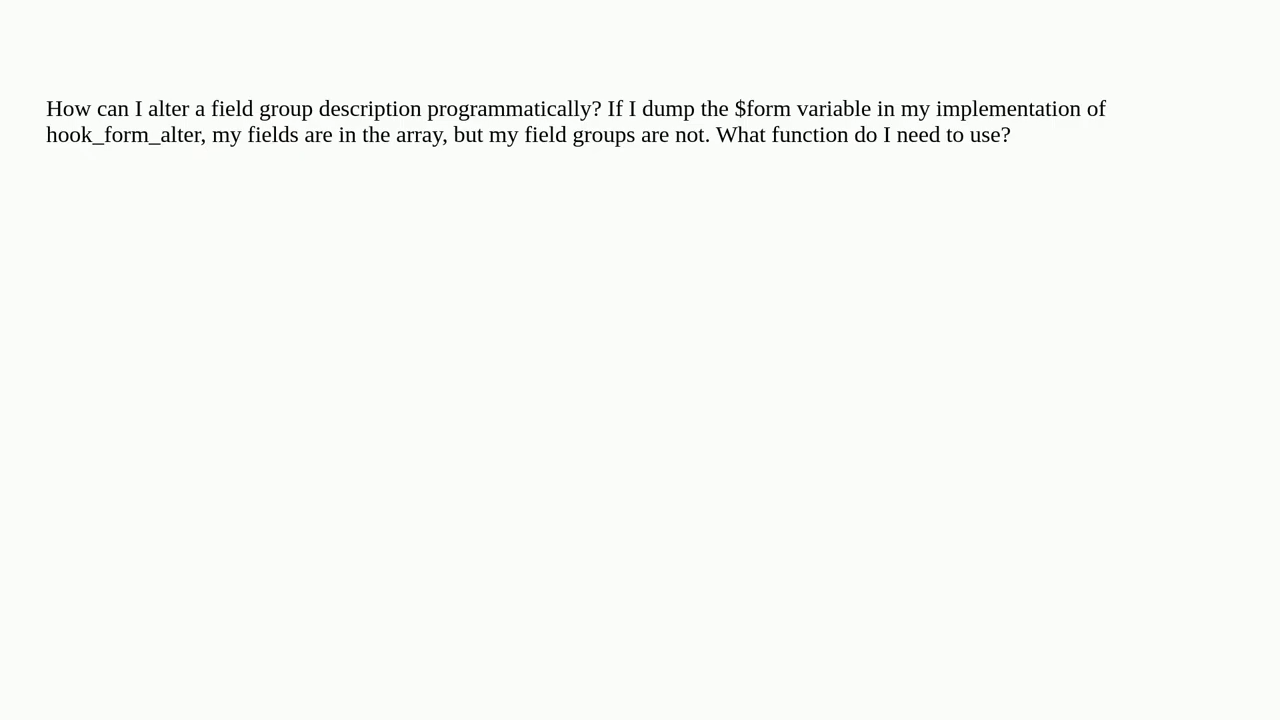 How can I alter a field group description programmatically? If I dump the $form variable in my implementation of
hook_form_alter, my fields are in the array, but my field groups are not. What function do I need to use?